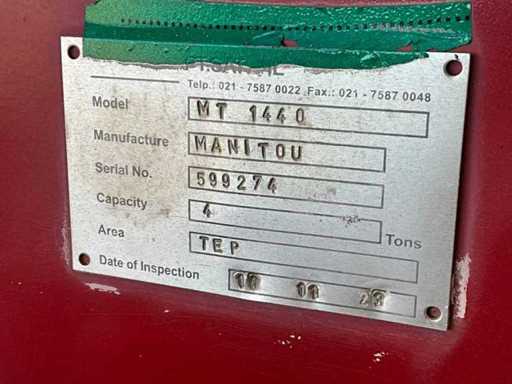 Telp.: 021 - 7587 0022 Fax.: 021 - 7587 0048
Model MT 1440
Manufacture MANITOU
Serial No. 599274
Capacity 4 Tons
Area TEP
Date of Inspection 23